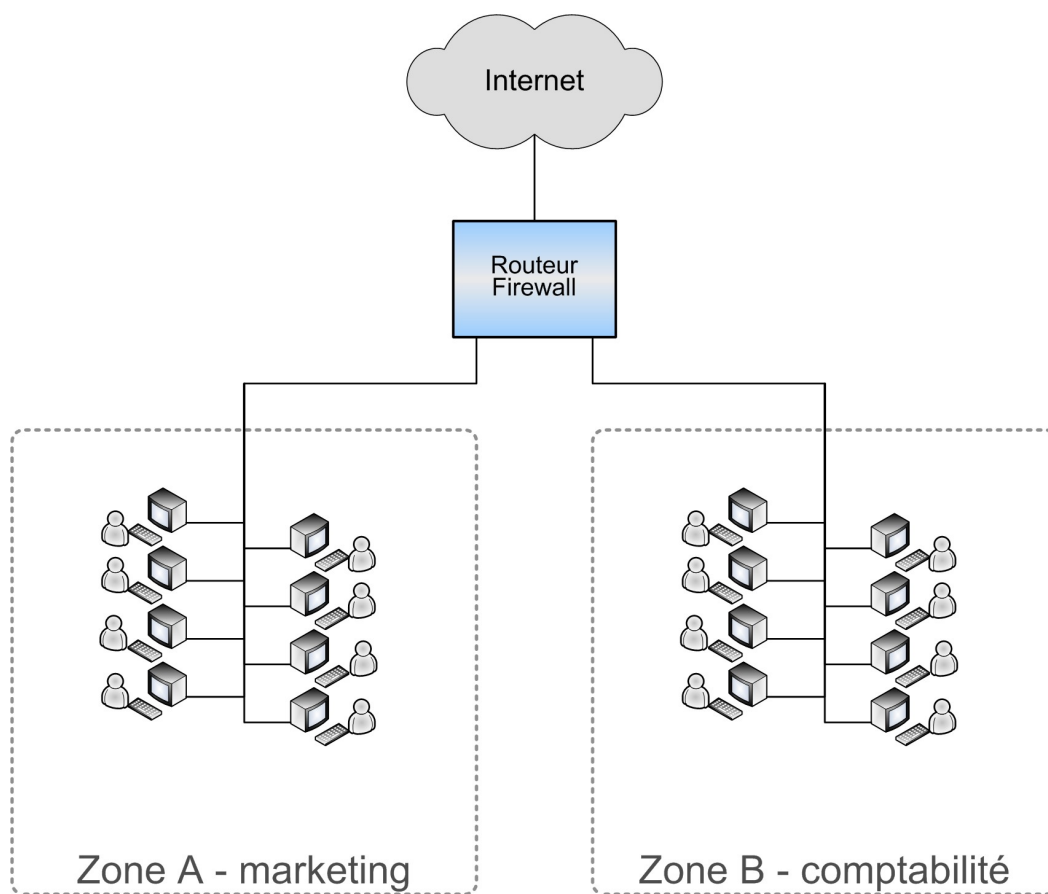 Internet
Routeur
Firewall
Zone A - marketing
Zone B - comptabilité